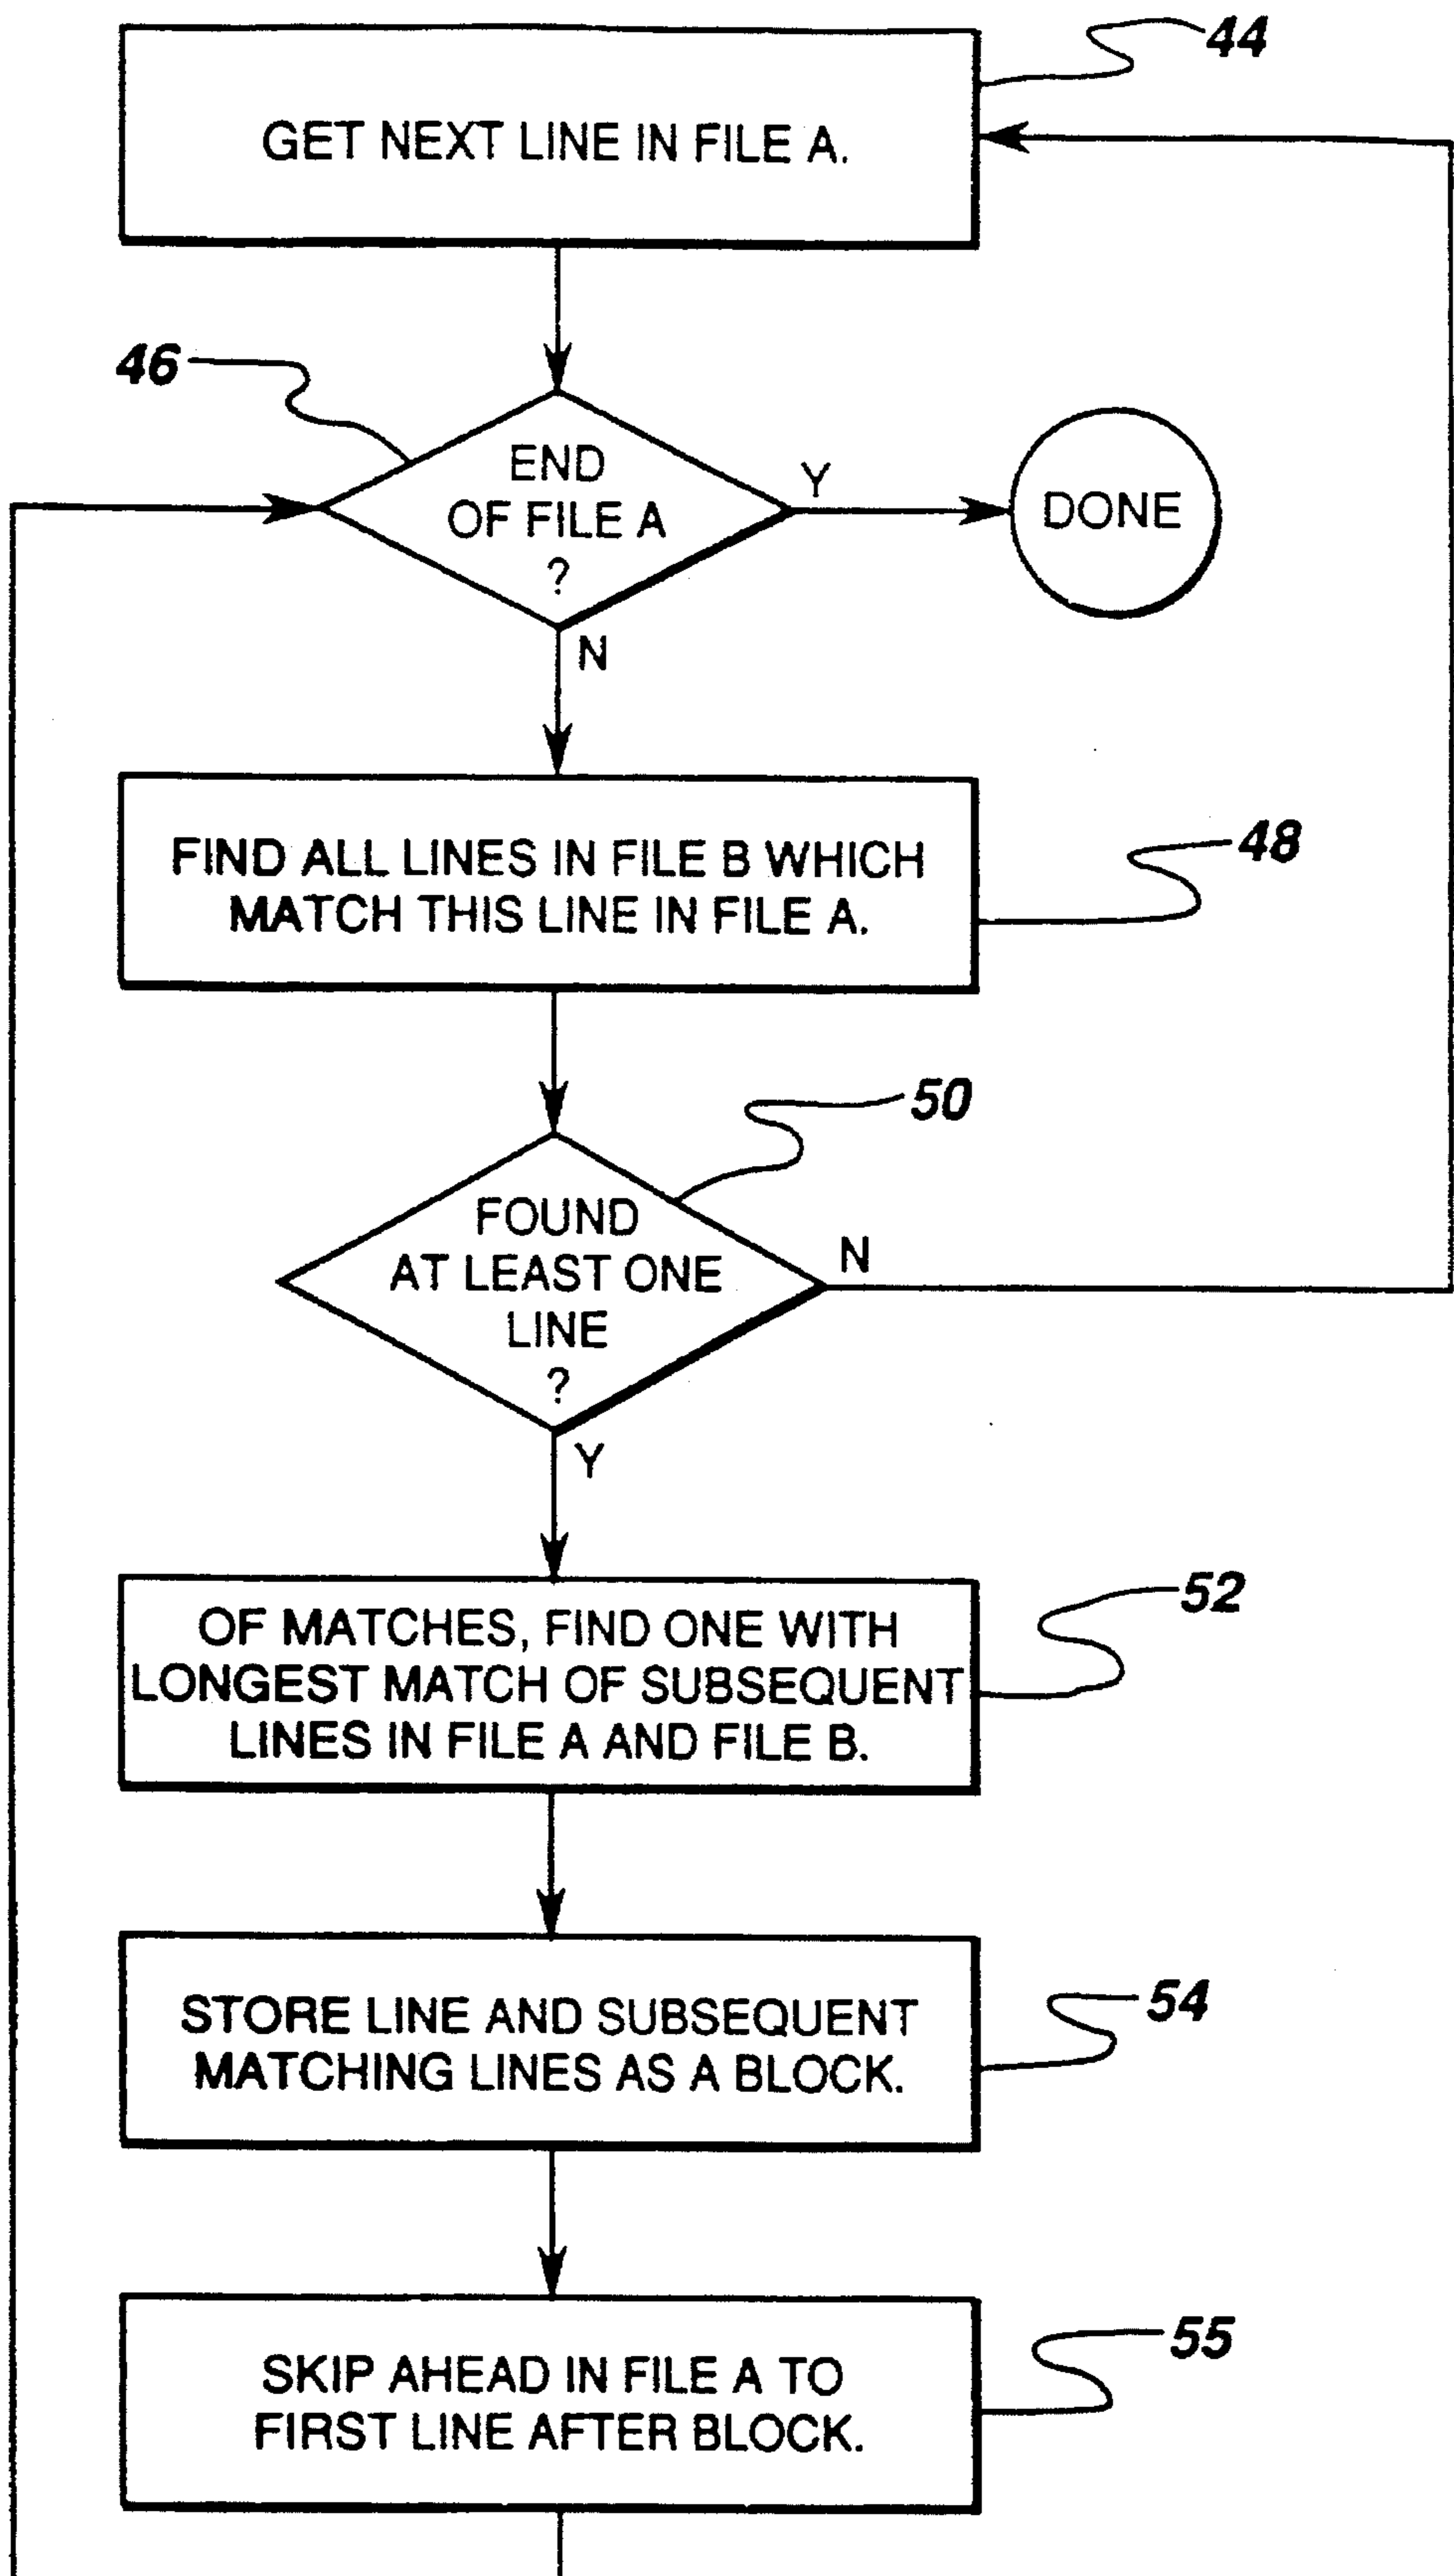 44
GET NEXT LINE IN FILE A.
46
END
OF FILE A
?
Y
DONE
N
FIND ALL LINES IN FILE B WHICH
MATCH THIS LINE IN FILE A.
48
50
FOUND
AT LEAST ONE
LINE
?
N
Y
OF MATCHES, FIND ONE WITH
LONGEST MATCH OF SUBSEQUENT
LINES IN FILE A AND FILE B.
52
STORE LINE AND SUBSEQUENT
MATCHING LINES AS A BLOCK.
54
SKIP AHEAD IN FILE A TO
FIRST LINE AFTER BLOCK.
55